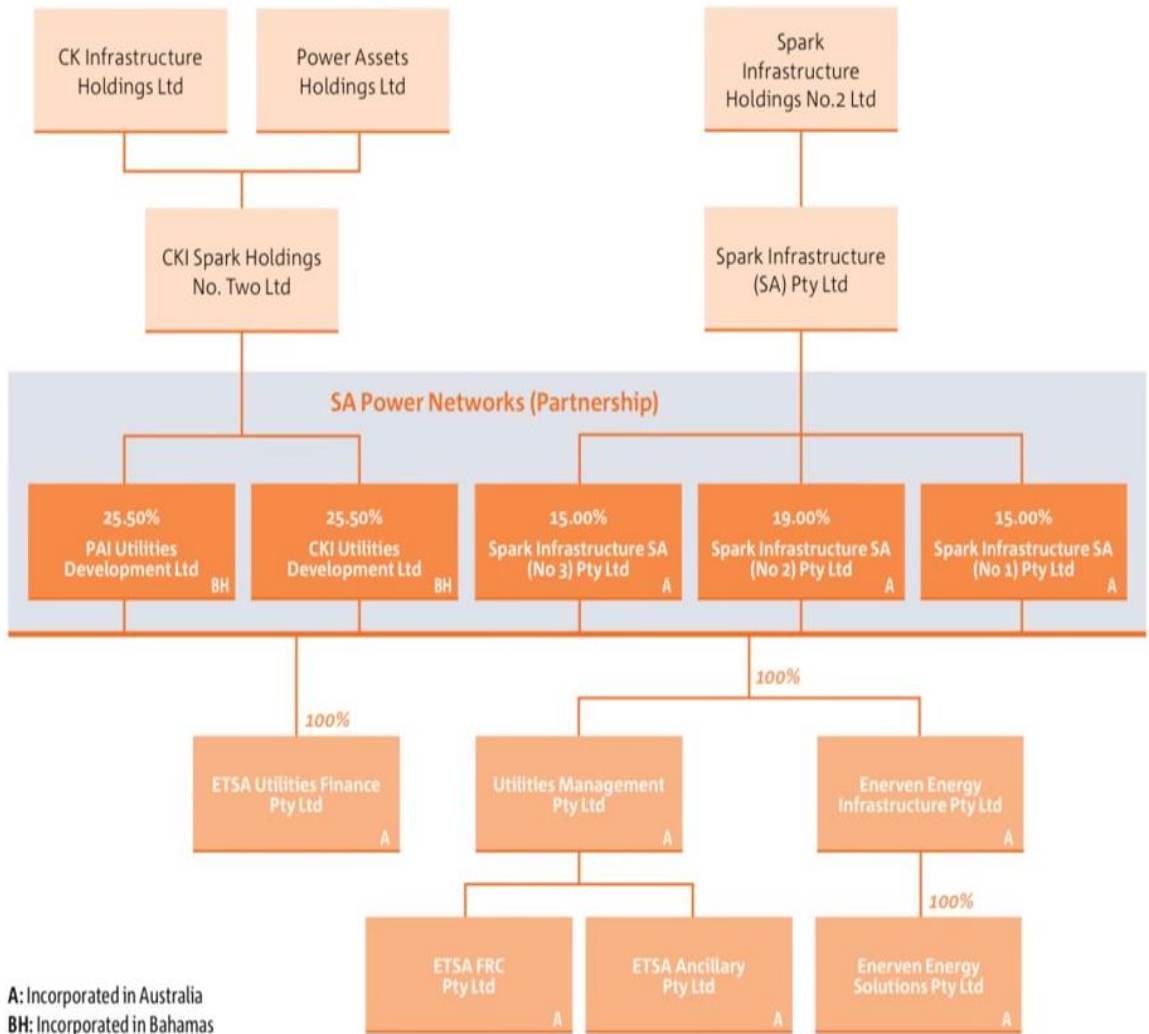 CK Infrastructure
Holdings Ltd
Power Assets
Holdings Ltd
Spark
Infrastructure
Holdings No.2 Ltd
CKI Spark Holdings
No. Two Ltd
Spark Infrastructure
(SA) Pty Ltd
SA Power Networks (Partnership)
25.50%
PAI Utilities
Development Ltd
BH
25.50%
CKI Utilities
Development Ltd
BH
15.00%
Spark Infrastructure SA
(No 3) Pty Ltd
A
19.00%
Spark Infrastructure SA
(No 2) Pty Ltd
A
15.00%
Spark Infrastructure SA
(No 1) Pty Ltd
A
100%
100%
ETSA Utilities Finance
Pty Ltd
A
Utilities Management
Pty Ltd
A
Enerven Energy
Infrastructure Pty Ltd
A
100%
ETSA FRC
Pty Ltd
A
ETSA Ancillary
Pty Ltd
A
Enerven Energy
Solutions Pty Ltd
A
A: Incorporated in Australia
BH: Incorporated in Bahamas